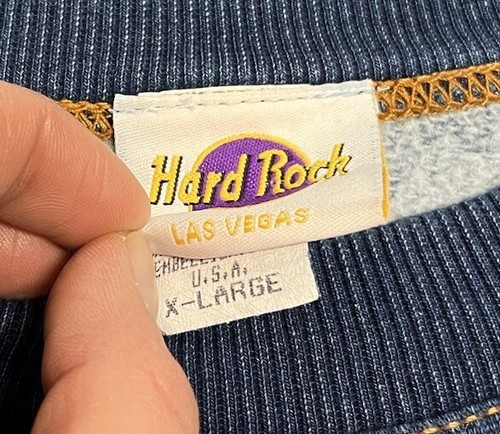 Hard Rock
LAS VEGAS
U.S.A.
X-LARGE